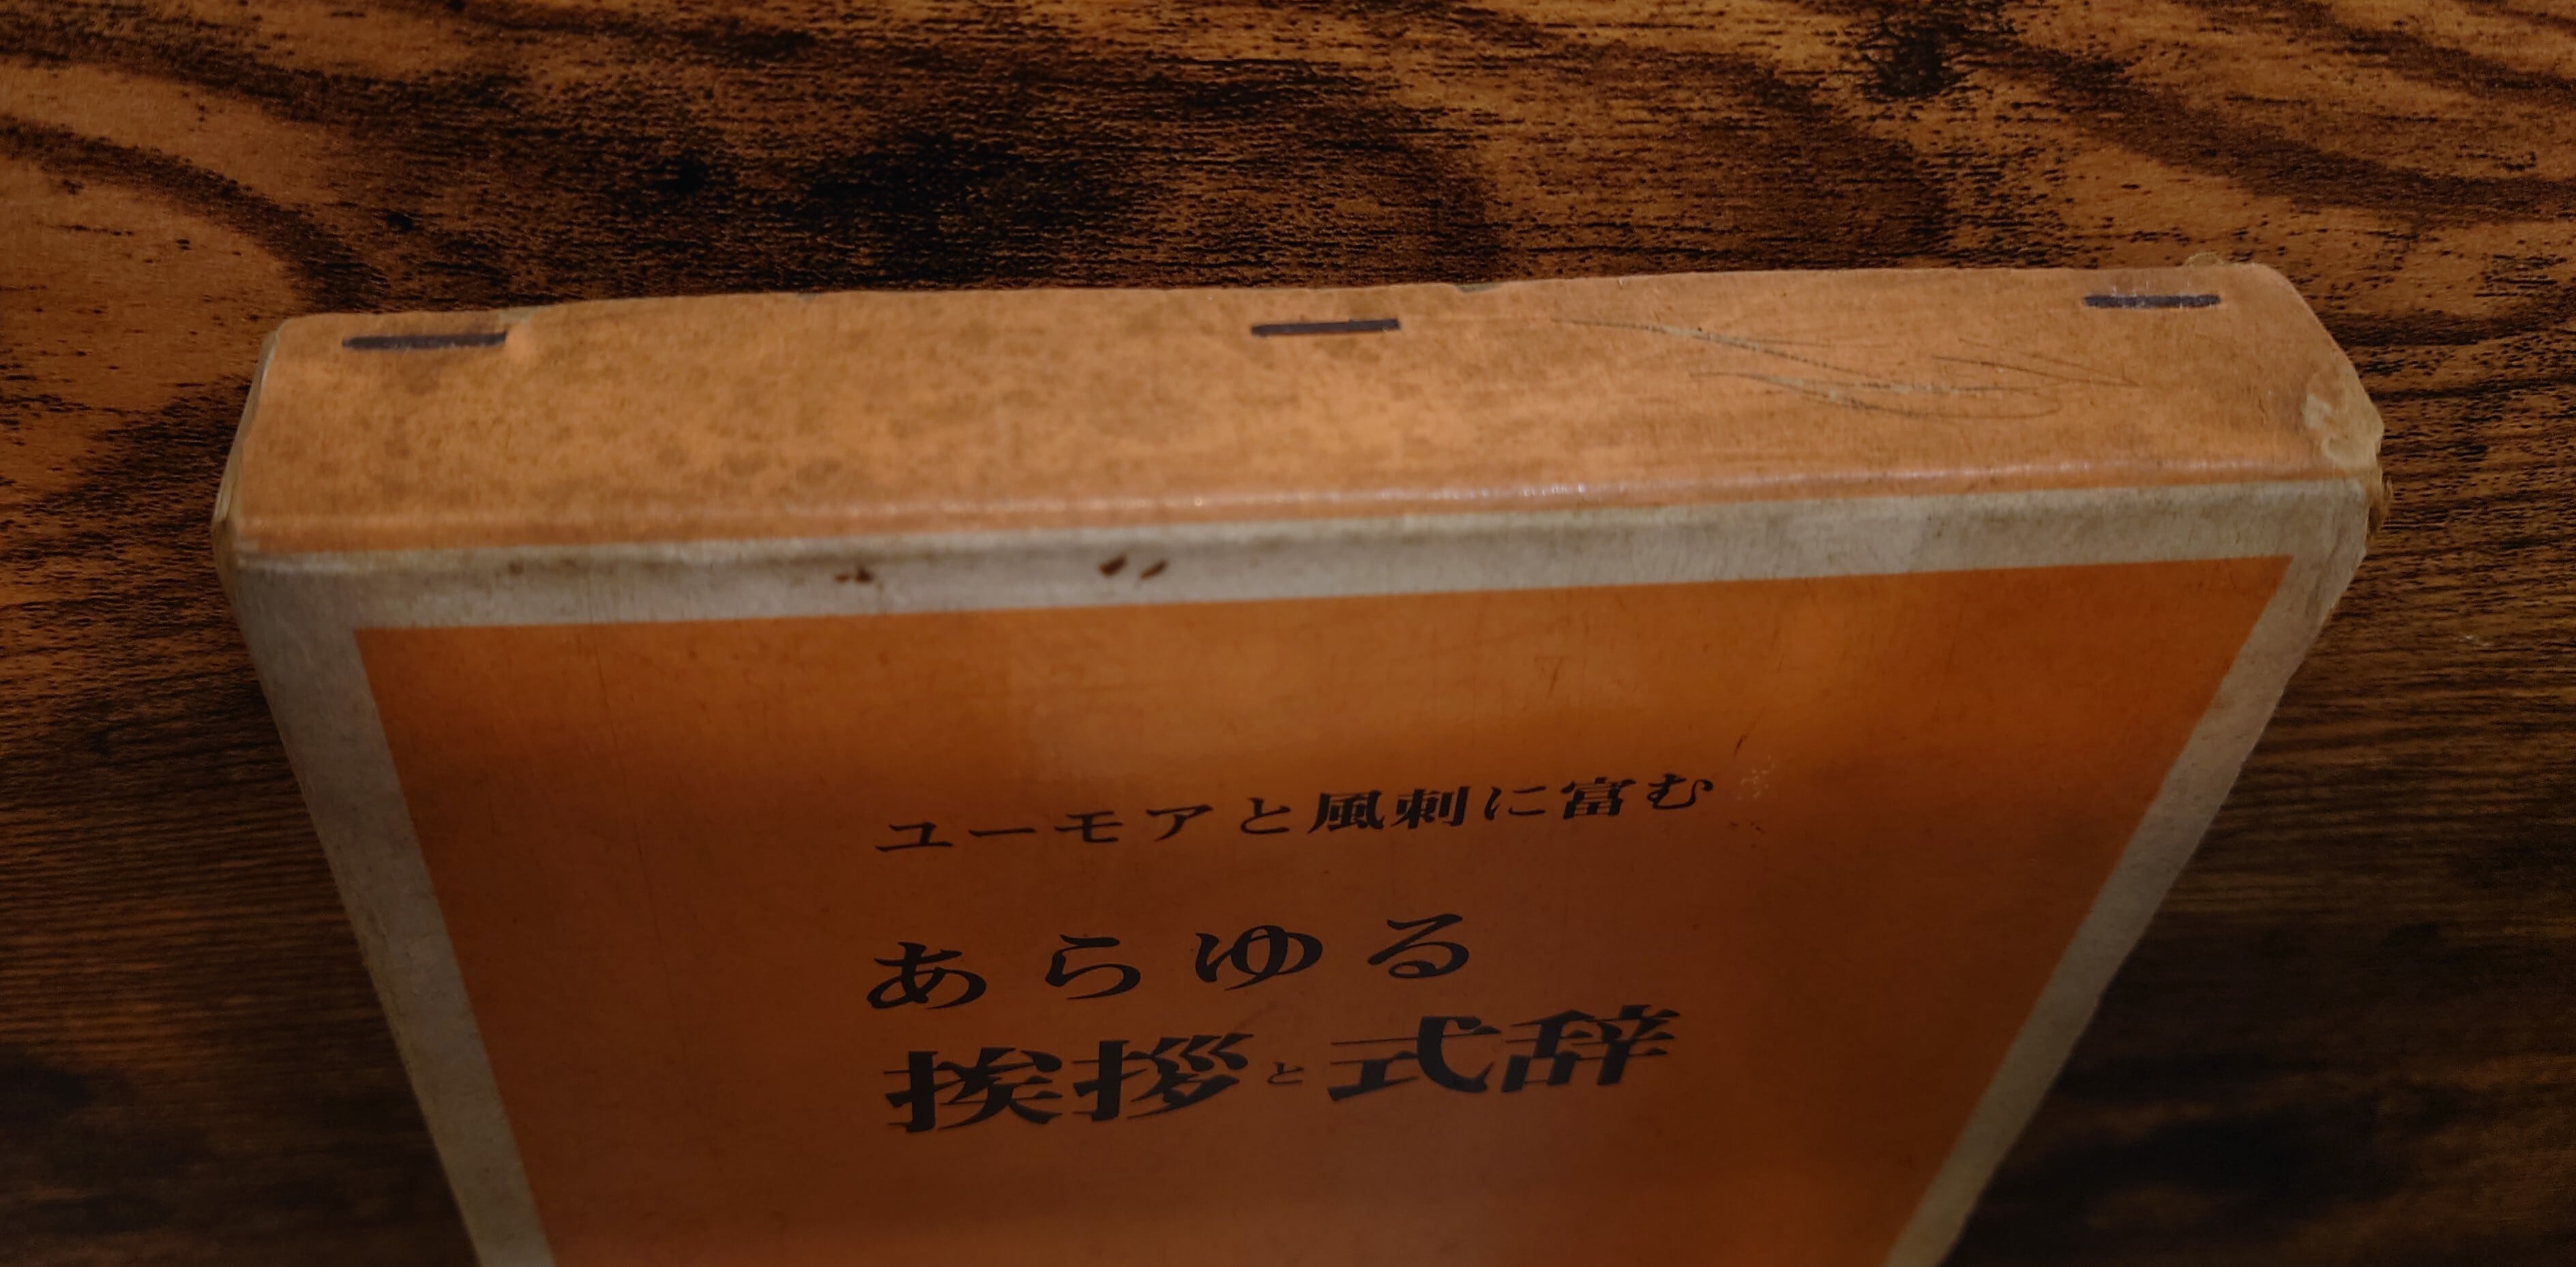 ユーモアと風刺に富む
あらゆる
挨拶と式辞